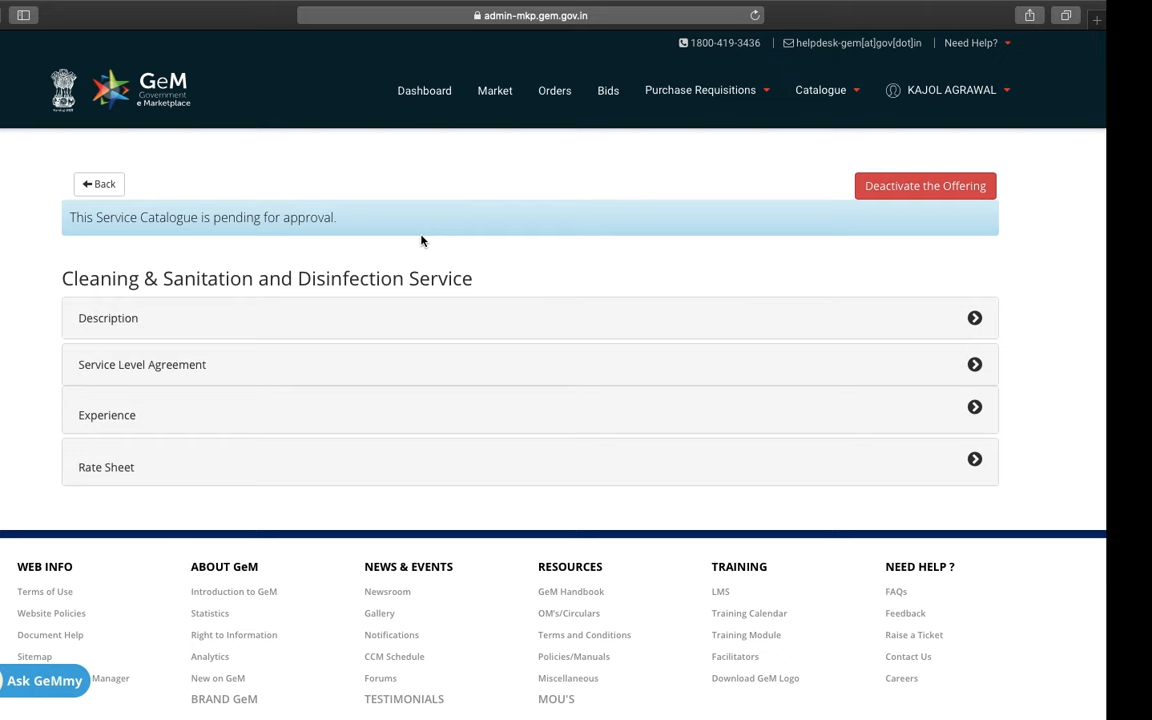 admin-mkp.gem.gov.in
1800-419-3436 | helpdesk-gem[at]gov[dot]in | Need Help?
GeM
Government
e Marketplace
Dashboard Market Orders Bids Purchase Requisitions Catalogue KAJOL AGRAWAL
Back
Deactivate the Offering
This Service Catalogue is pending for approval.
Cleaning & Sanitation and Disinfection Service
Description
Service Level Agreement
Experience
Rate Sheet
WEB INFO ABOUT GeM NEWS & EVENTS RESOURCES TRAINING NEED HELP ?
Terms of Use Introduction to GeM Newsroom GeM Handbook LMS FAQs
Website Policies Statistics Gallery OM's/Circulars Training Calendar Feedback
Document Help Right to Information Notifications Terms and Conditions Training Module Raise a Ticket
Sitemap Analytics CCM Schedule Policies/Manuals Facilitators Contact Us
Ask GeMmy Manager New on GeM Forums Miscellaneous Download GeM Logo Careers
BRAND GeM TESTIMONIALS MOU'S